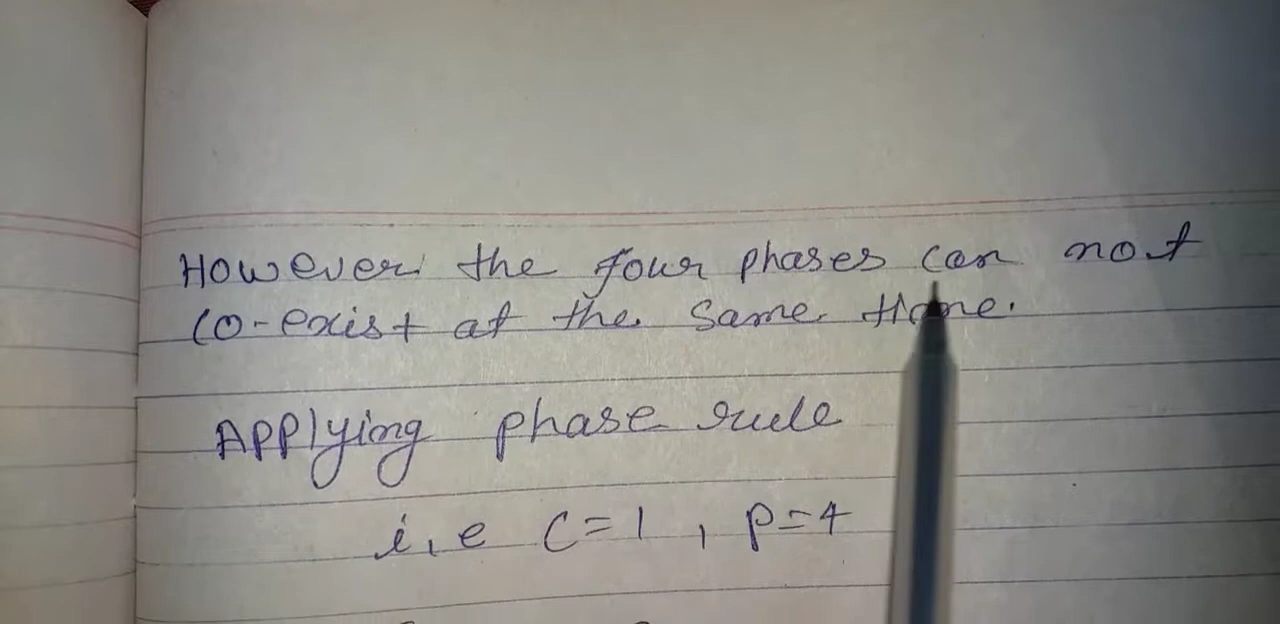 However the four phases can not
co-exist at the same time.
Applying phase rule
i,e C=1, P=4